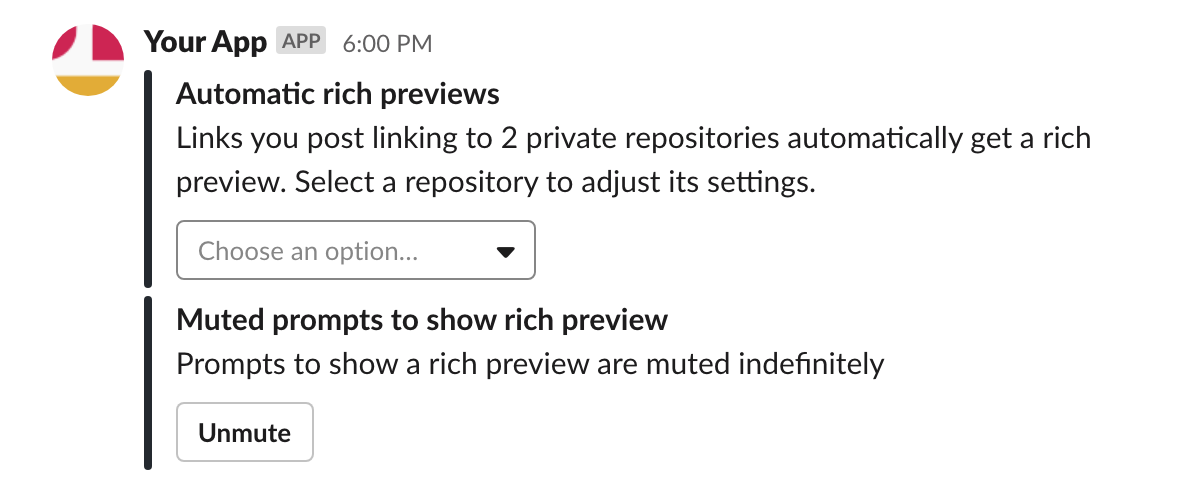 Your App APP 6:00 PM
Automatic rich previews
Links you post linking to 2 private repositories automatically get a rich
preview. Select a repository to adjust its settings.
Choose an option...
Muted prompts to show rich preview
Prompts to show a rich preview are muted indefinitely
Unmute